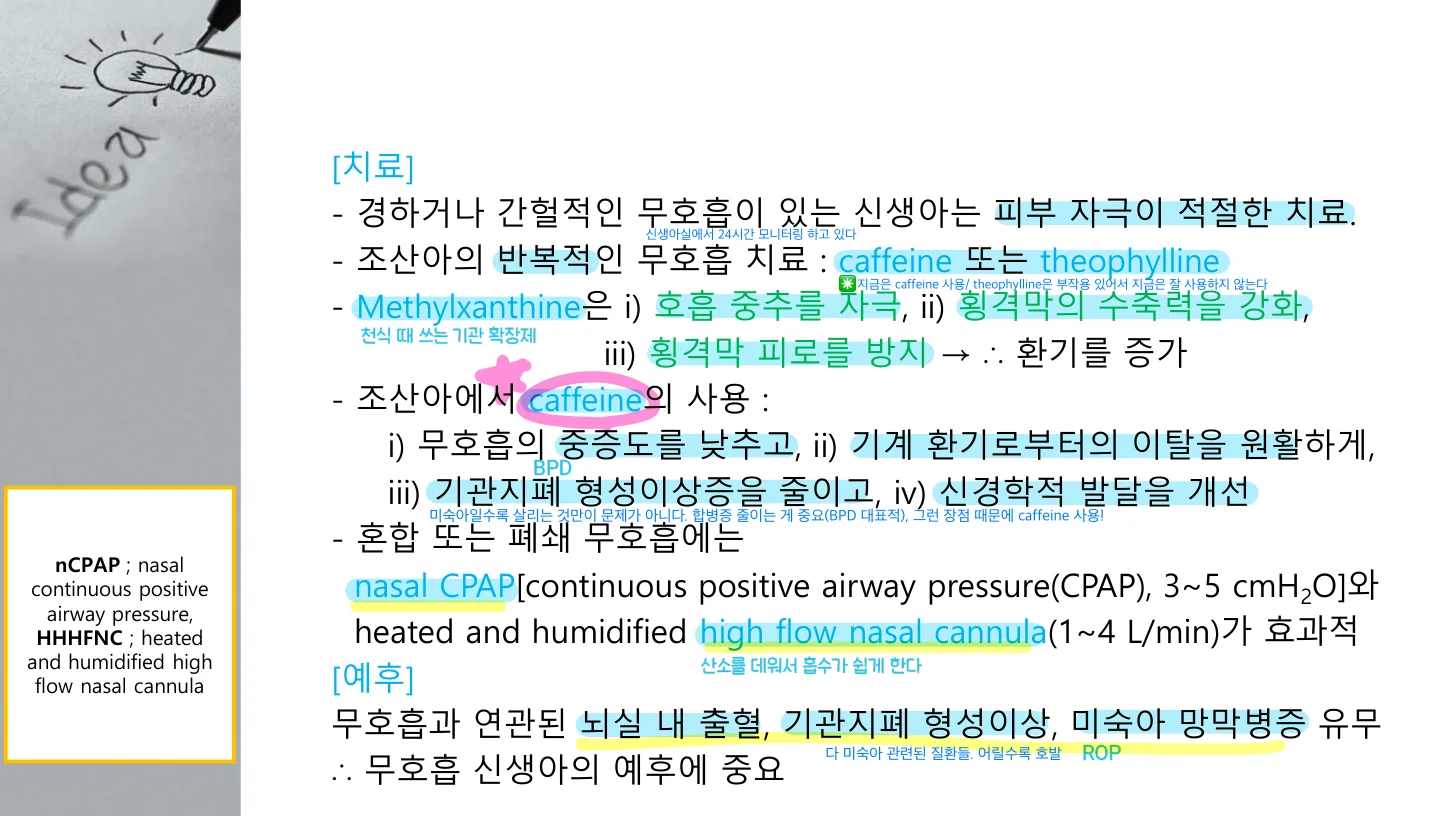 Idea
[치료]
- 경하거나 간헐적인 무호흡이 있는 신생아는 피부 자극이 적절한 치료.
신생아실에서 24시간 모니터링 하고 있다
- 조산아의 반복적인 무호흡 치료 : caffeine 또는 theophylline
지금은 caffeine 사용/ theophylline은 부작용 있어서 지금은 잘 사용하지 않는다
- Methylxanthine은 i) 호흡 중추를 자극, ii) 횡격막의 수축력을 강화,
천식 때 쓰는 기관 확장제
iii) 횡격막 피로를 방지 → ∴ 환기를 증가
- 조산아에서 caffeine의 사용 :
i) 무호흡의 중증도를 낮추고, ii) 기계 환기로부터의 이탈을 원활하게,
BPD
iii) 기관지폐 형성이상증을 줄이고, iv) 신경학적 발달을 개선
미숙아일수록 살리는 것만이 문제가 아니다. 합병증 줄이는 게 중요(BPD 대표적), 그런 장점 때문에 caffeine 사용!
- 혼합 또는 폐쇄 무호흡에는
nasal CPAP[continuous positive airway pressure(CPAP), 3~5 cmH₂O]와
heated and humidified high flow nasal cannula(1~4 L/min)가 효과적
산소를 데워서 흡수가 쉽게 한다
[예후]
무호흡과 연관된 뇌실 내 출혈, 기관지폐 형성이상, 미숙아 망막병증 유무
다 미숙아 관련된 질환들. 어릴수록 호발
ROP
∴ 무호흡 신생아의 예후에 중요
nCPAP ; nasal
continuous positive
airway pressure,
HHHFNC ; heated
and humidified high
flow nasal cannula